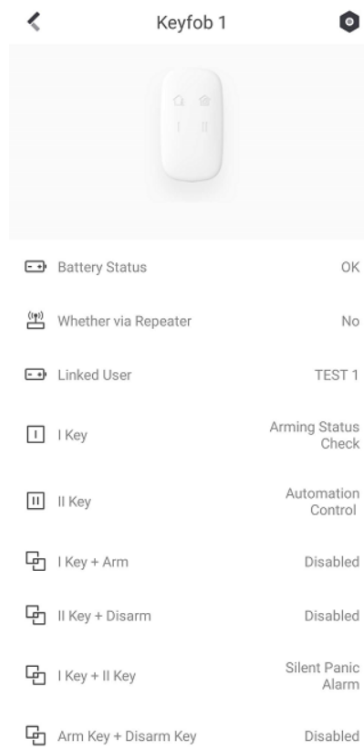 Keyfob 1
Battery Status OK
Whether via Repeater No
Linked User TEST 1
I Key Arming Status
Check
II Key Automation
Control
I Key + Arm Disabled
II Key + Disarm Disabled
I Key + II Key Silent Panic
Alarm
Arm Key + Disarm Key Disabled